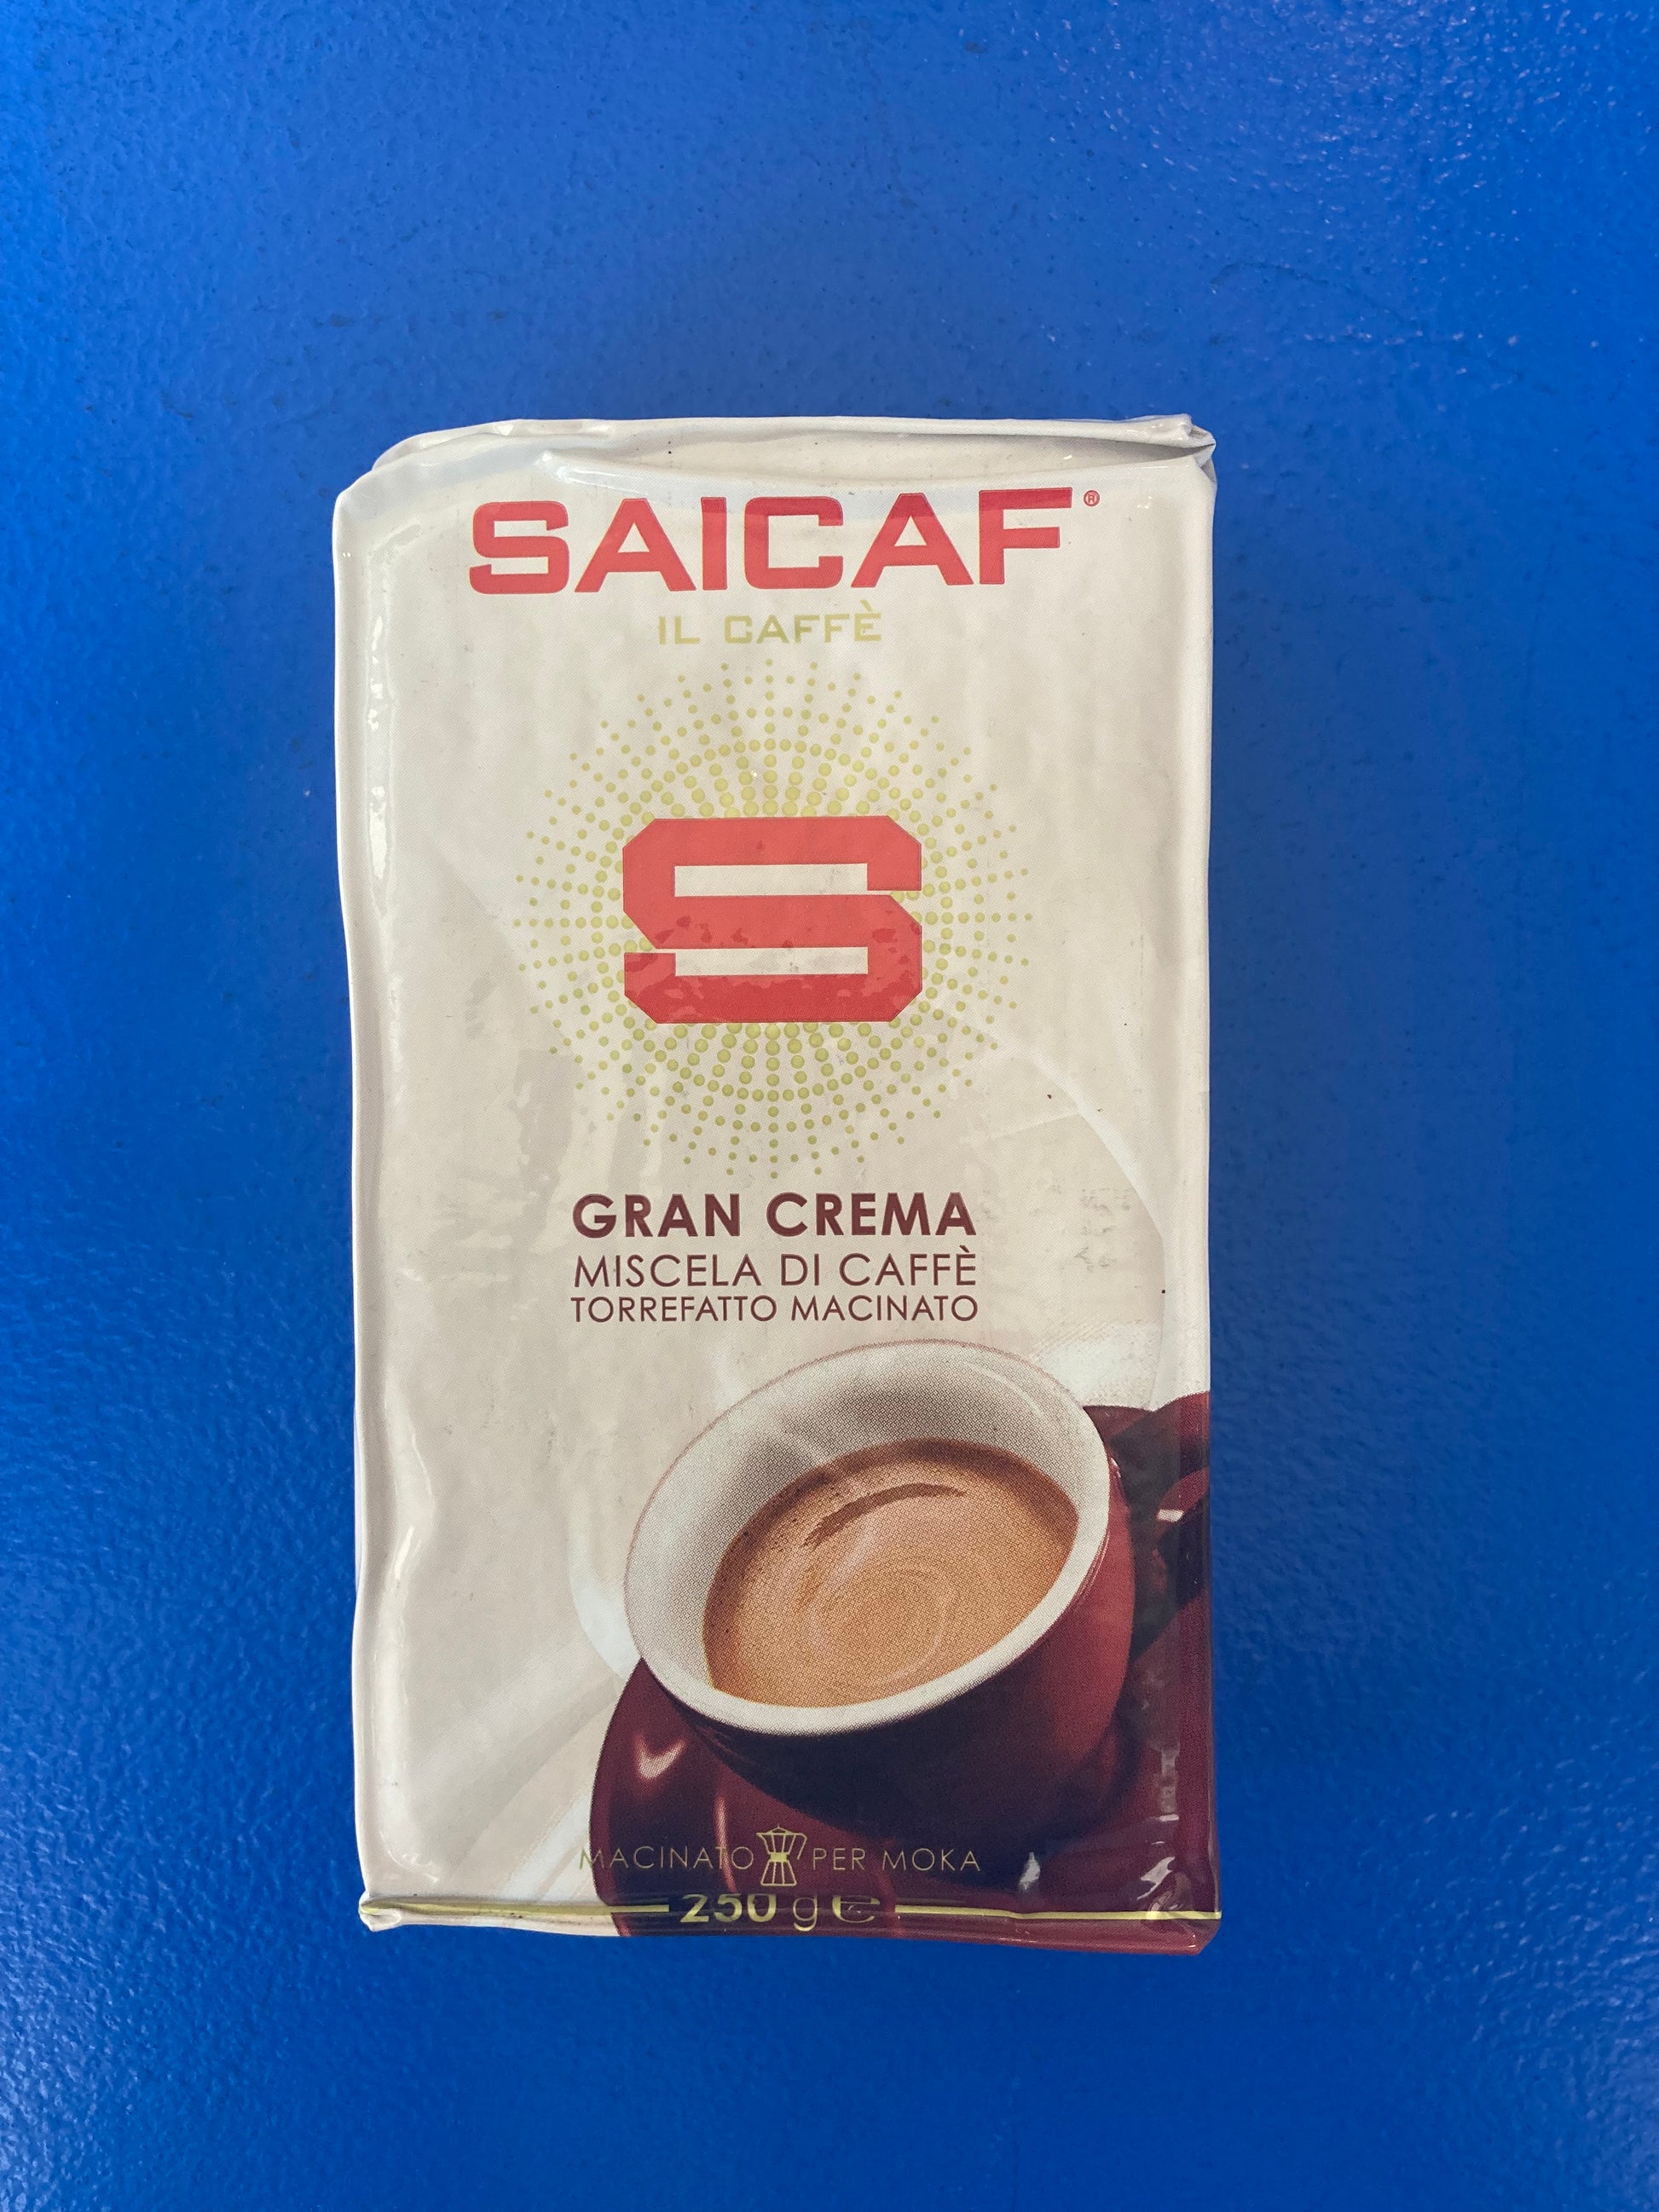 SAICAF®
IL CAFFÈ
S
GRAN CREMA
MISCELA DI CAFFÈ
TORREFATTO MACINATO
MACINATO PER MOKA
250 g e